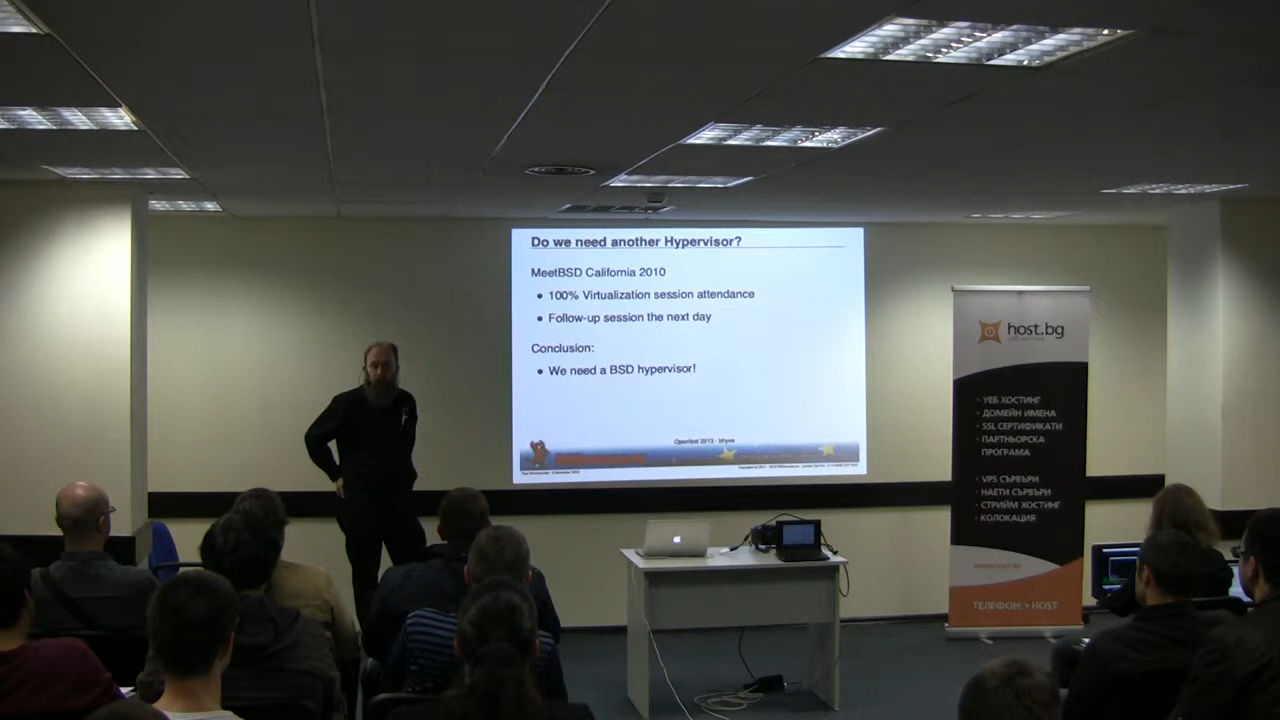 Do we need another Hypervisor?
MeetBSD California 2010
• 100% Virtualization session attendance
• Follow-up session the next day
Conclusion:
• We need a BSD hypervisor!
host.bg
• УЕБ ХОСТИНГ
• ДОМЕЙН ИМЕНА
• SSL СЕРТИФИКАТИ
• ПАРТНЬОРСКА
ПРОГРАМА
• VPS СЪРВЪРИ
• НАЕТИ СЪРВЪРИ
• СТРИЙМ ХОСТИНГ
• КОЛОКАЦИЯ
ТЕЛЕФОН: • HOST